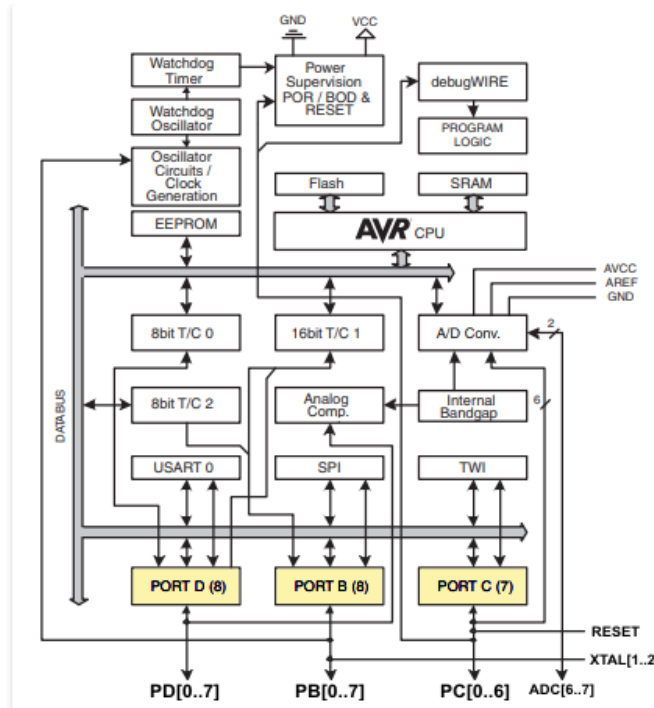 GND
VCC
Watchdog
Timer
Power
Supervision
POR / BOD &
RESET
debugWIRE
Watchdog
Oscillator
PROGRAM
LOGIC
Oscillator
Circuits /
Clock
Generation
Flash
SRAM
EEPROM
AVR CPU
AVCC
AREF
GND
8bit T/C 0
16bit T/C 1
A/D Conv.
2
DATABUS
8bit T/C 2
Analog
Comp.
Internal
Bandgap
6
USART 0
SPI
TWI
PORT D (8)
PORT B (8)
PORT C (7)
RESET
XTAL[1..2
PD[0..7]
PB[0..7]
PC[0..6]
ADC[6..7]